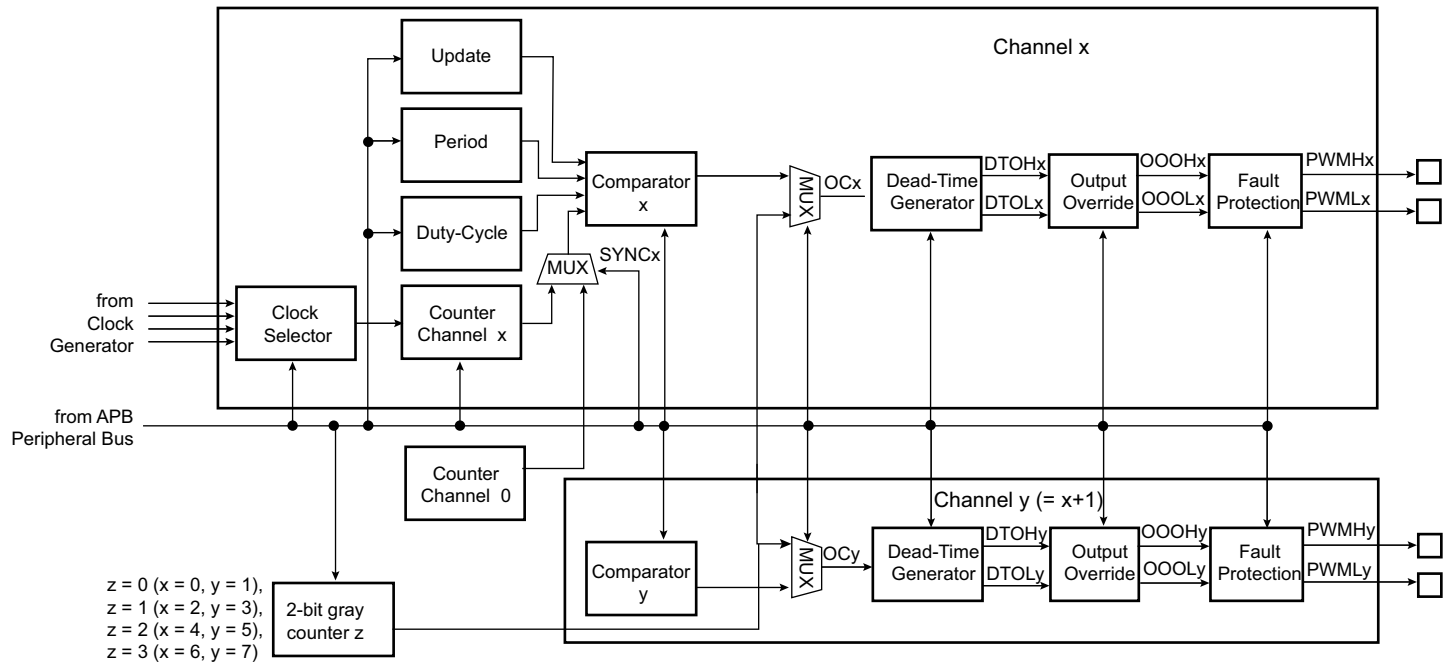 Channel x
Update
Period
Duty-Cycle
Comparator
x
MUX
SYNCx
MUX
OCx
Dead-Time
Generator
DTOHx
DTOLx
Output
Override
OOOHx
OOOLx
Fault
Protection
PWMHx
PWMLx
from
Clock
Generator
Clock
Selector
Counter
Channel x
from APB
Peripheral Bus
Counter
Channel 0
Channel y (= x+1)
Comparator
y
MUX
OCy
Dead-Time
Generator
DTOHy
DTOLy
Output
Override
OOOHy
OOOLy
Fault
Protection
PWMHy
PWMLy
z = 0 (x = 0, y = 1),
z = 1 (x = 2, y = 3),
z = 2 (x = 4, y = 5),
z = 3 (x = 6, y = 7)
2-bit gray
counter z